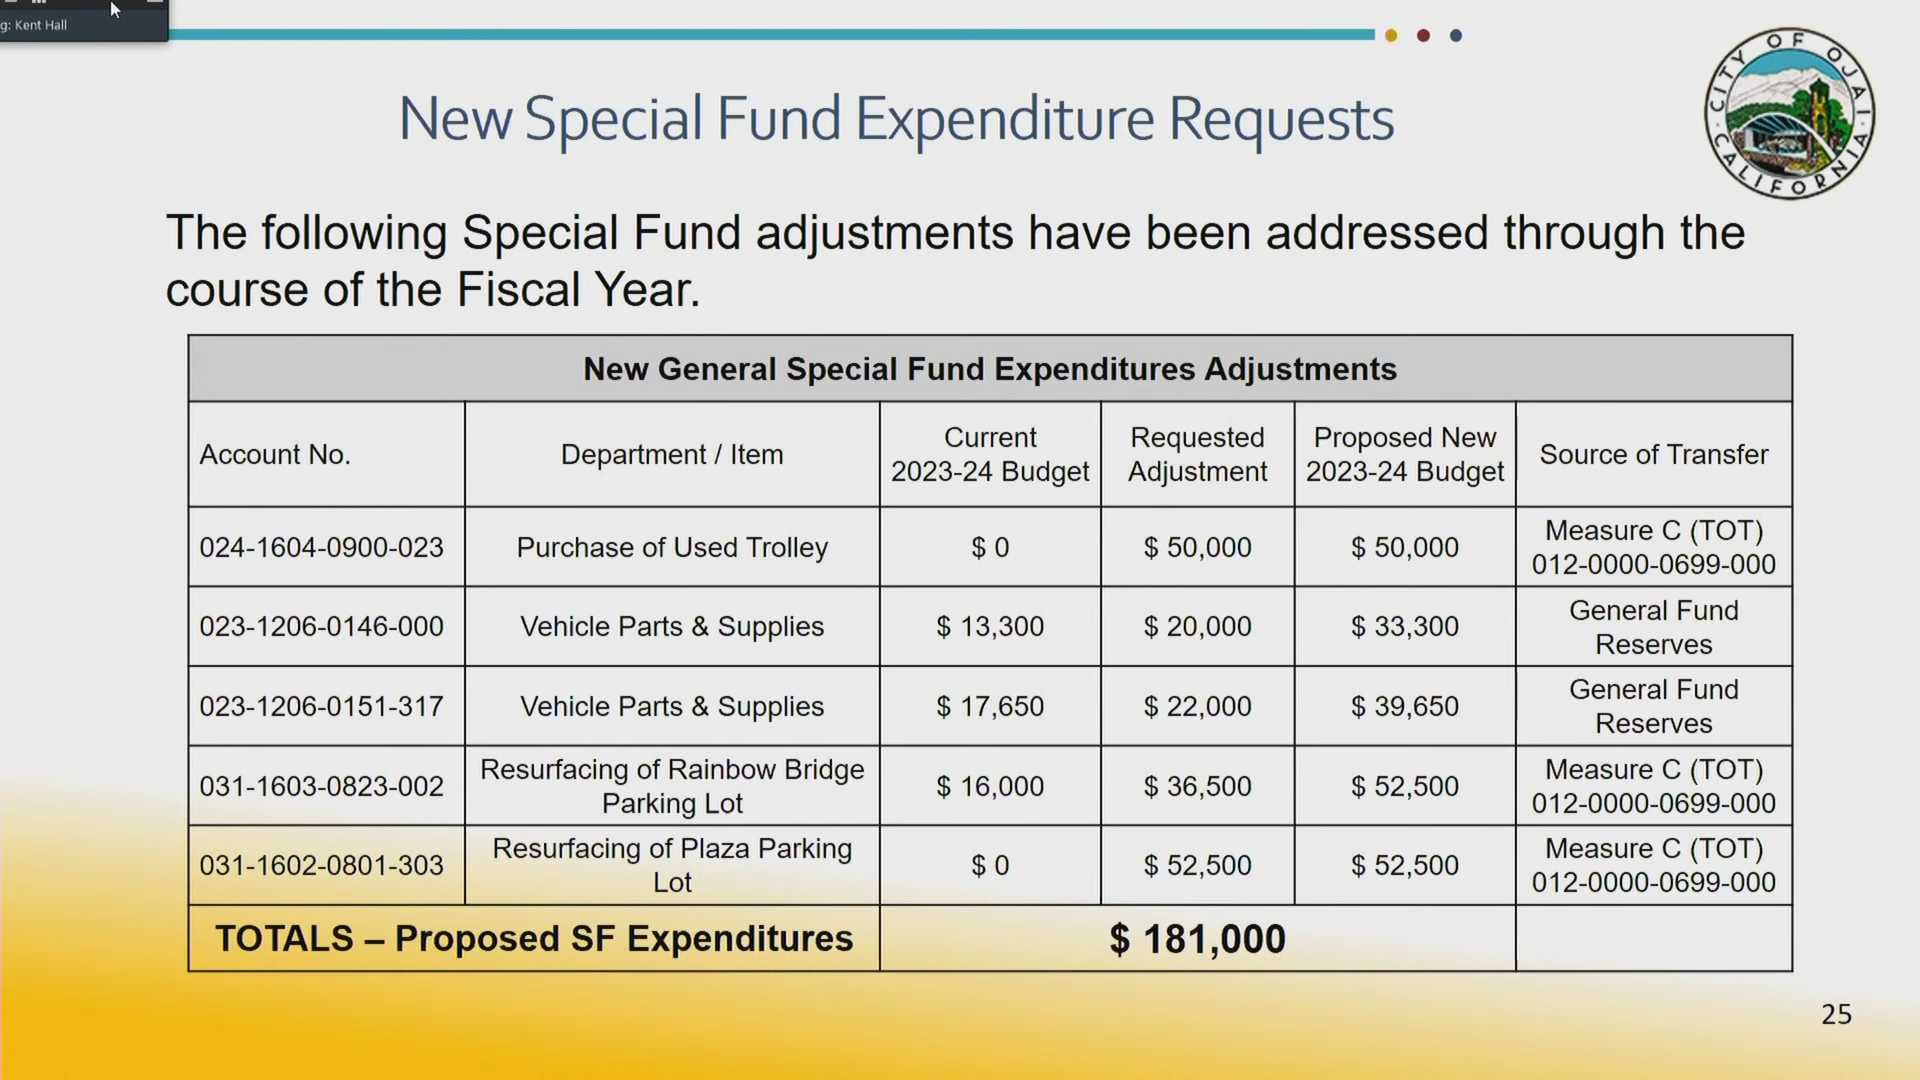 g: Kent Hall
New Special Fund Expenditure Requests
CITY OF OJAI
CALIFORNIA
The following Special Fund adjustments have been addressed through the
course of the Fiscal Year.
New General Special Fund Expenditures Adjustments
Account No.
Department / Item
Current
2023-24 Budget
Requested
Adjustment
Proposed New
2023-24 Budget
Source of Transfer
024-1604-0900-023
Purchase of Used Trolley
$ 0
$ 50,000
$ 50,000
Measure C (TOT)
012-0000-0699-000
023-1206-0146-000
Vehicle Parts & Supplies
$ 13,300
$ 20,000
$ 33,300
General Fund
Reserves
023-1206-0151-317
Vehicle Parts & Supplies
$ 17,650
$ 22,000
$ 39,650
General Fund
Reserves
031-1603-0823-002
Resurfacing of Rainbow Bridge
Parking Lot
$ 16,000
$ 36,500
$ 52,500
Measure C (TOT)
012-0000-0699-000
031-1602-0801-303
Resurfacing of Plaza Parking
Lot
$ 0
$ 52,500
$ 52,500
Measure C (TOT)
012-0000-0699-000
TOTALS – Proposed SF Expenditures
$ 181,000
25